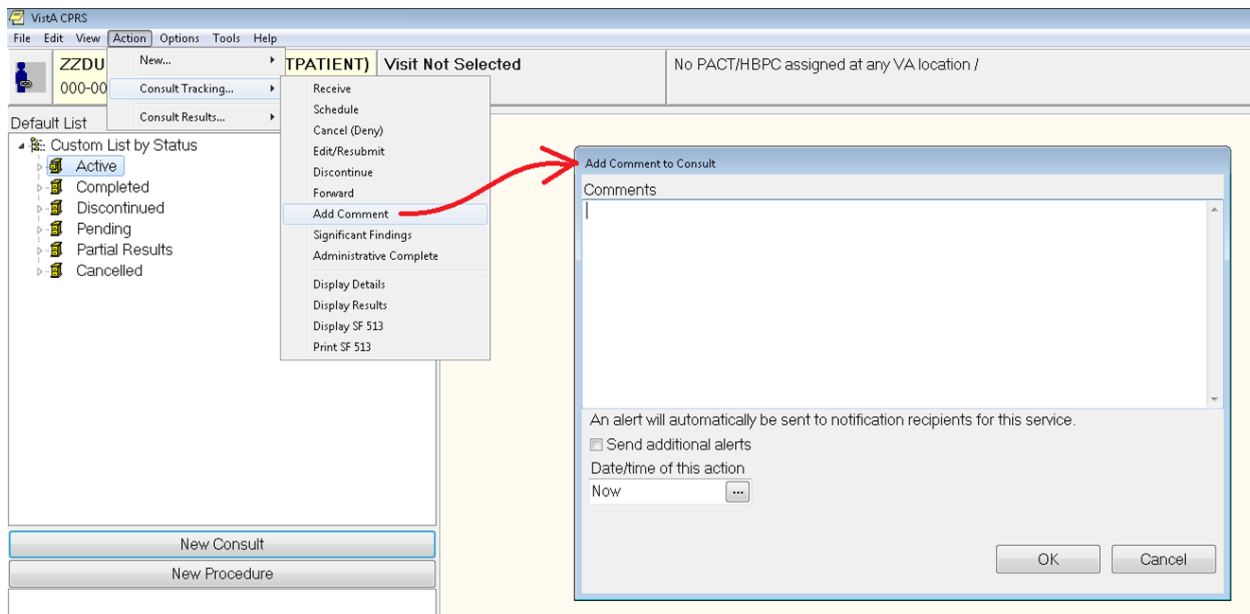 VistA CPRS
File Edit View Action Options Tools Help
ZZDU
000-00
New...
Consult Tracking...
Consult Results...
TPATIENT) Visit Not Selected
No PACT/HBPC assigned at any VA location /
Receive
Schedule
Cancel (Deny)
Edit/Resubmit
Discontinue
Forward
Add Comment
Significant Findings
Administrative Complete
Display Details
Display Results
Display SF 513
Print SF 513
Default List
Custom List by Status
Active
Completed
Discontinued
Pending
Partial Results
Cancelled
New Consult
New Procedure
Add Comment to Consult
Comments
An alert will automatically be sent to notification recipients for this service.
Send additional alerts
Date/time of this action
Now ...
OK Cancel